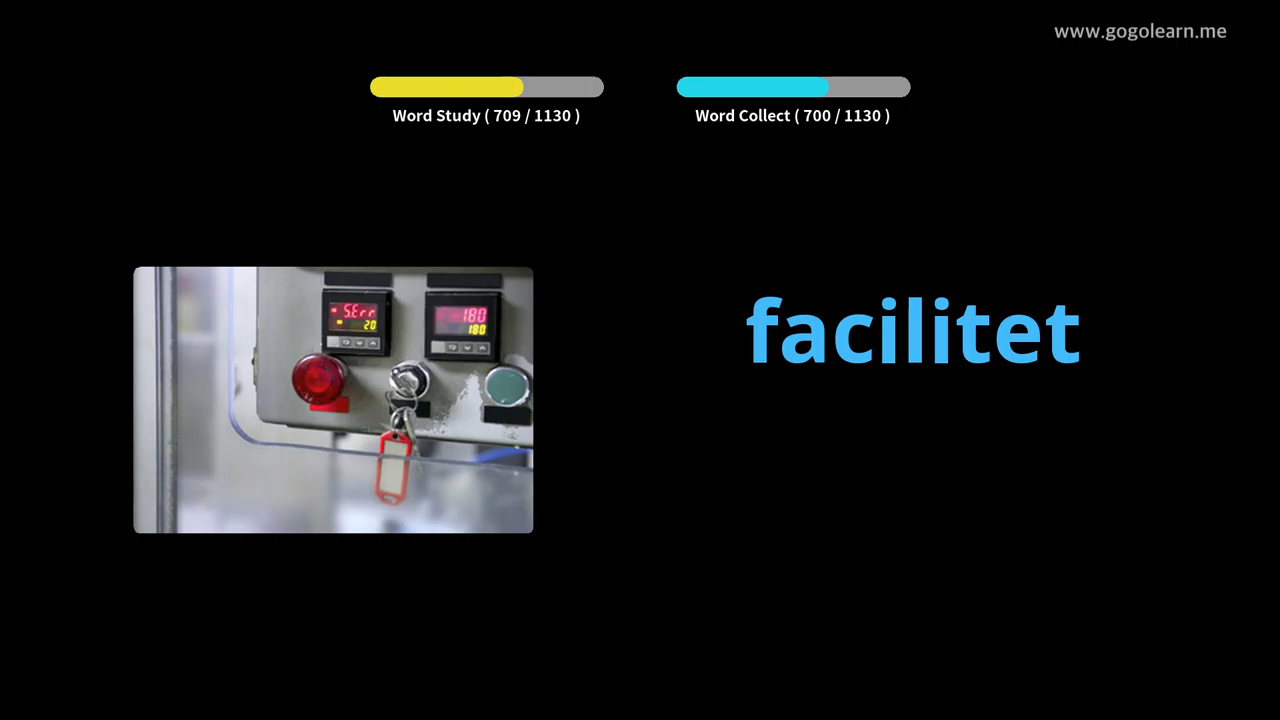 www.gogolearn.me
Word Study ( 709 / 1130 )
Word Collect ( 700 / 1130 )
facilitet
SErr
20
180
180